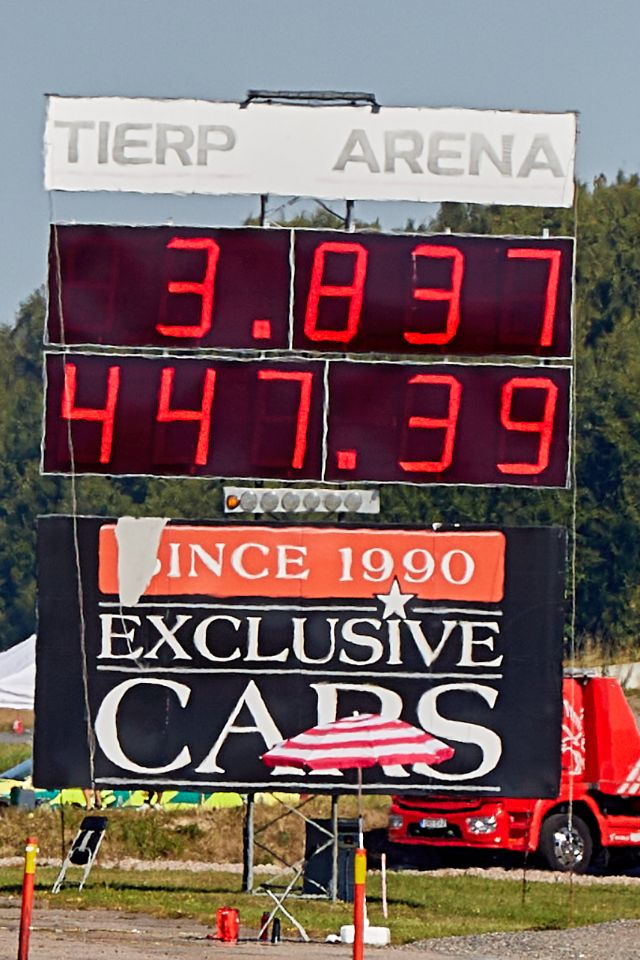 TIERP ARENA
3.837
447.39
SINCE 1990
EXCLUSIVE
CARS